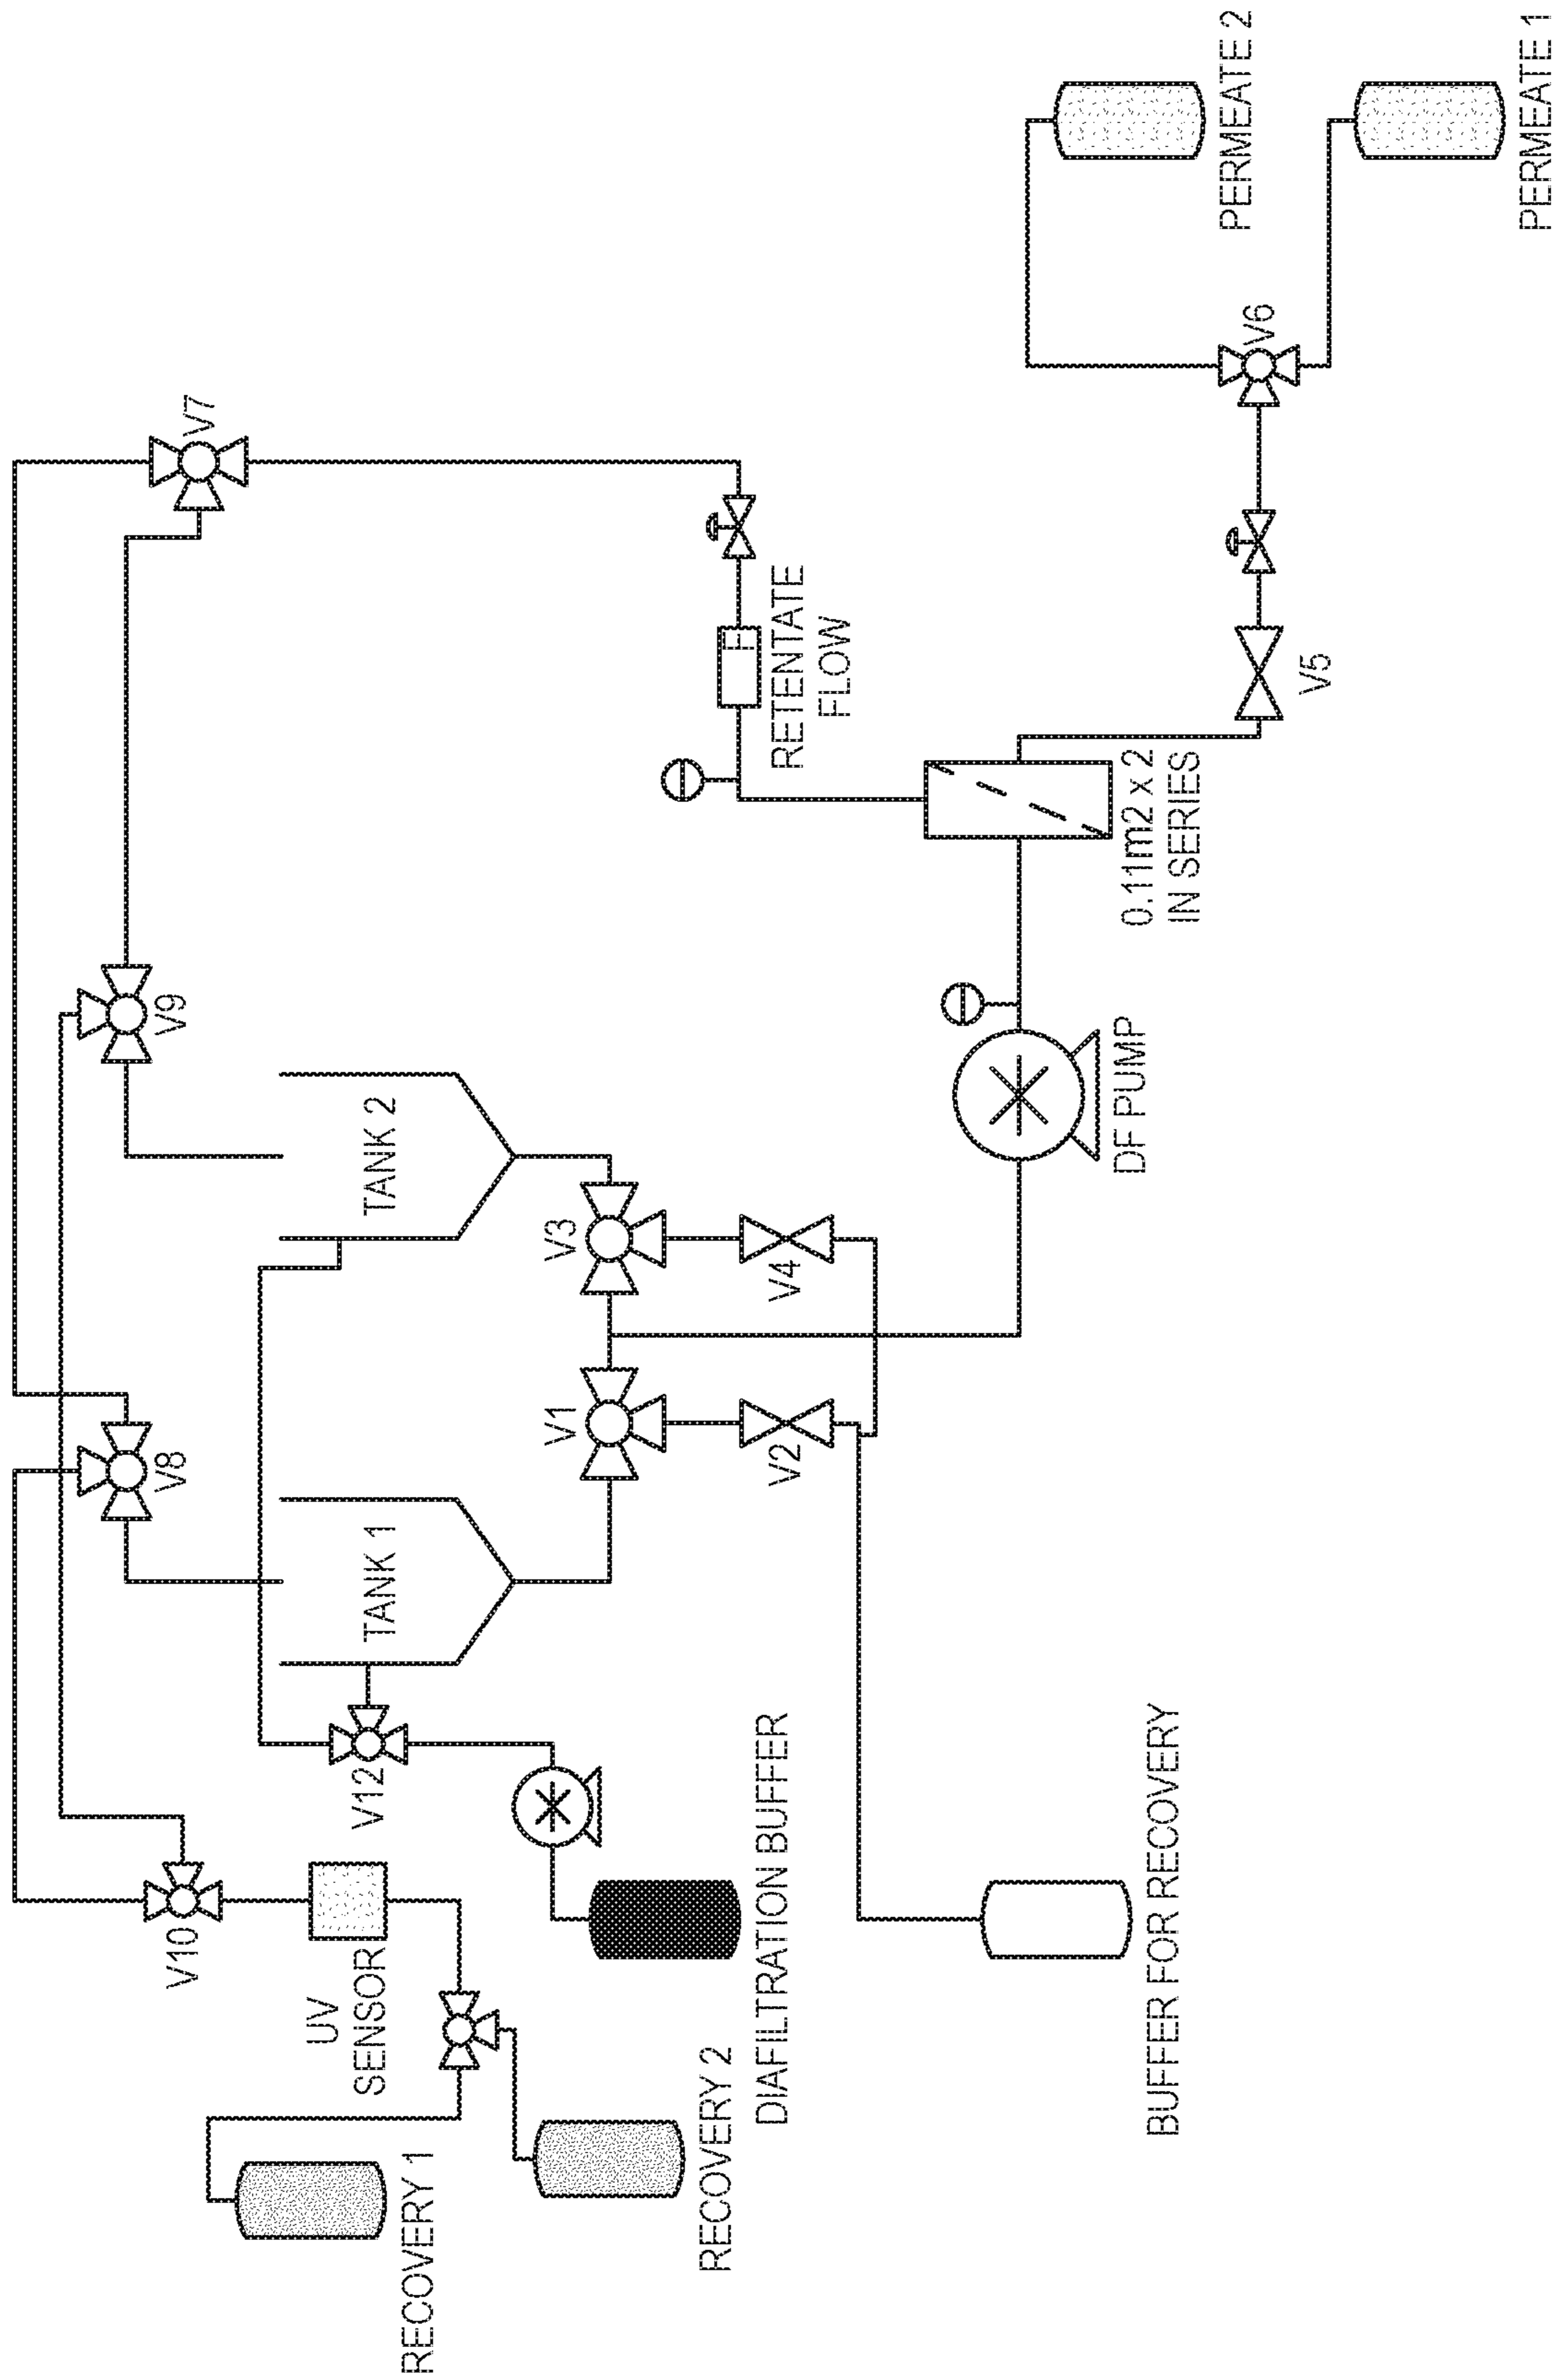 RECOVERY 1
RECOVERY 2
UV
SENSOR
V10
V12
DIAFILTRATION BUFFER
BUFFER FOR RECOVERY
TANK 1
V8
V1
V2
TANK 2
V9
V3
V4
DF PUMP
0.11m2 x 2
IN SERIES
F
RETENTATE
FLOW
V7
V5
V6
PERMEATE 2
PERMEATE 1